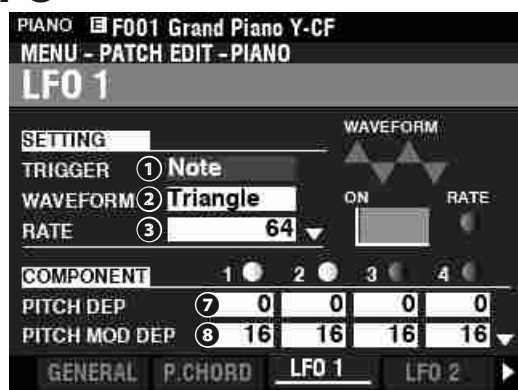 PIANO E F001 Grand Piano Y-CF
MENU - PATCH EDIT -PIANO
LFO 1
SETTING
WAVEFORM
TRIGGER ① Note
WAVEFORM ② Triangle
ON RATE
RATE ③ 64
COMPONENT 1 2 3 4
PITCH DEP ⑦ 0 0 0 0
PITCH MOD DEP ⑧ 16 16 16 16
GENERAL P.CHORD LFO 1 LFO 2